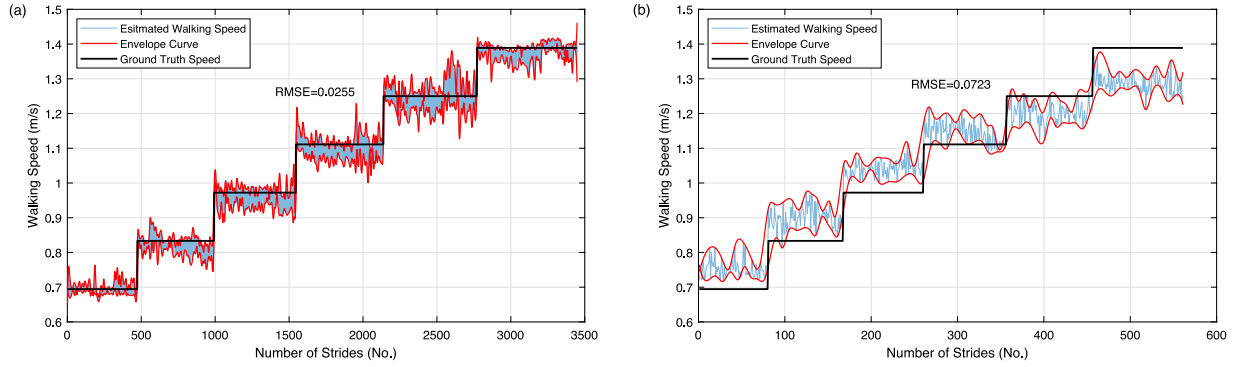 (a)
1.5
1.4
1.3
1.2
1.1
1
0.9
0.8
0.7
0.6
Walking Speed (m/s)
Esitmated Walking Speed
Envelope Curve
Ground Truth Speed
RMSE=0.0255
0 500 1000 1500 2000 2500 3000 3500
Number of Strides (No.)
(b)
1.5
1.4
1.3
1.2
1.1
1
0.9
0.8
0.7
0.6
Walking Speed (m/s)
Estimated Walking Speed
Envelope Curve
Ground Truth Speed
RMSE=0.0723
0 100 200 300 400 500 600
Number of Strides (No.)